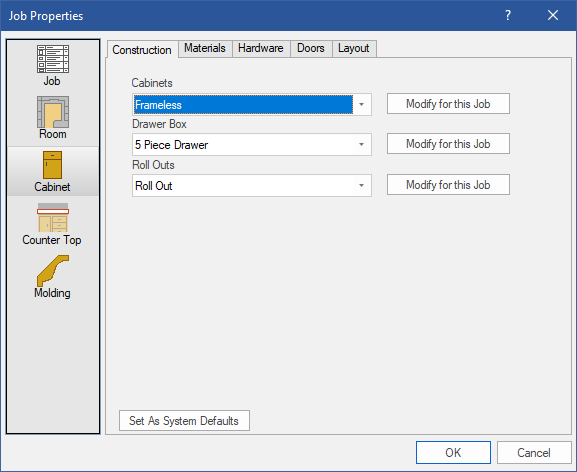 Job Properties
?
Job
Room
Cabinet
Counter Top
Molding
Construction Materials Hardware Doors Layout
Cabinets
Frameless Modify for this Job
Drawer Box
5 Piece Drawer Modify for this Job
Roll Outs
Roll Out Modify for this Job
Set As System Defaults
OK Cancel